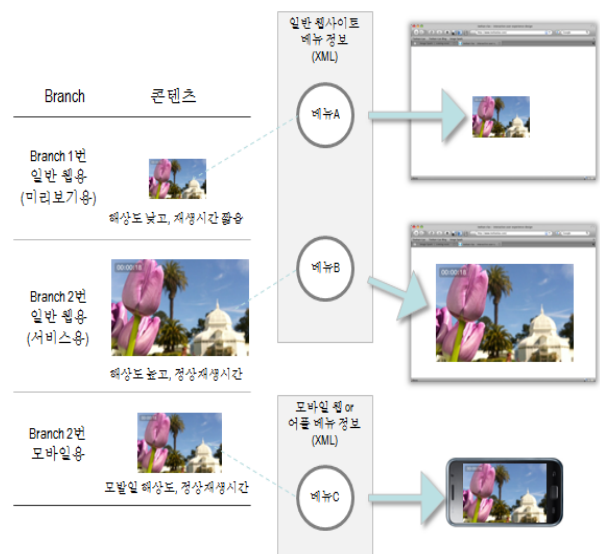 일반 웹사이트
메뉴 정보
(XML)
Branch
콘텐츠
메뉴A
Branch 1번
일반 웹용
(미리보기용)
해상도 낮고, 재생시간 짧음
메뉴B
00:00/18
00:00/18
Branch 2번
일반 웹용
(서비스용)
해상도 높고, 정상재생시간
모바일 웹 or
어플 메뉴 정보
(XML)
Branch 2번
모바일용
모발일 해상도, 정상재생시간
메뉴C